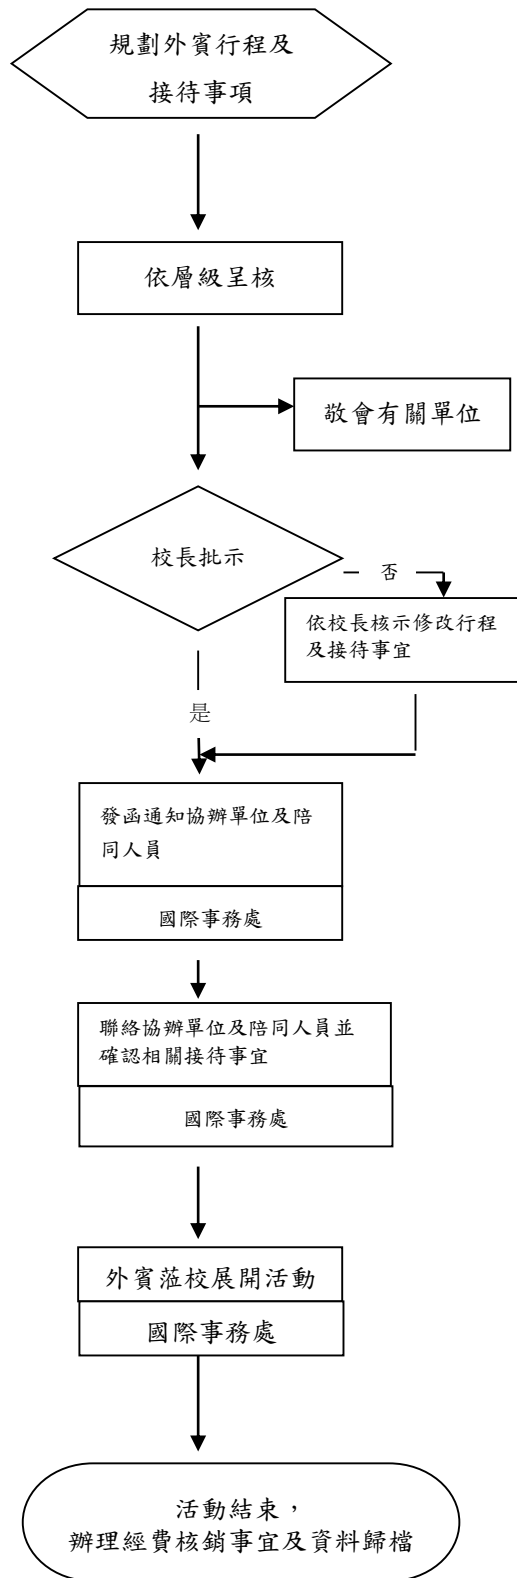 規劃外賓行程及
接待事項
依層級呈核
敬會有關單位
校長批示
否
依校長核示修改行程
及接待事宜
是
發函通知協辦單位及陪
同人員
國際事務處
聯絡協辦單位及陪同人員並
確認相關接待事宜
國際事務處
外賓蒞校展開活動
國際事務處
活動結束，
辦理經費核銷事宜及資料歸檔